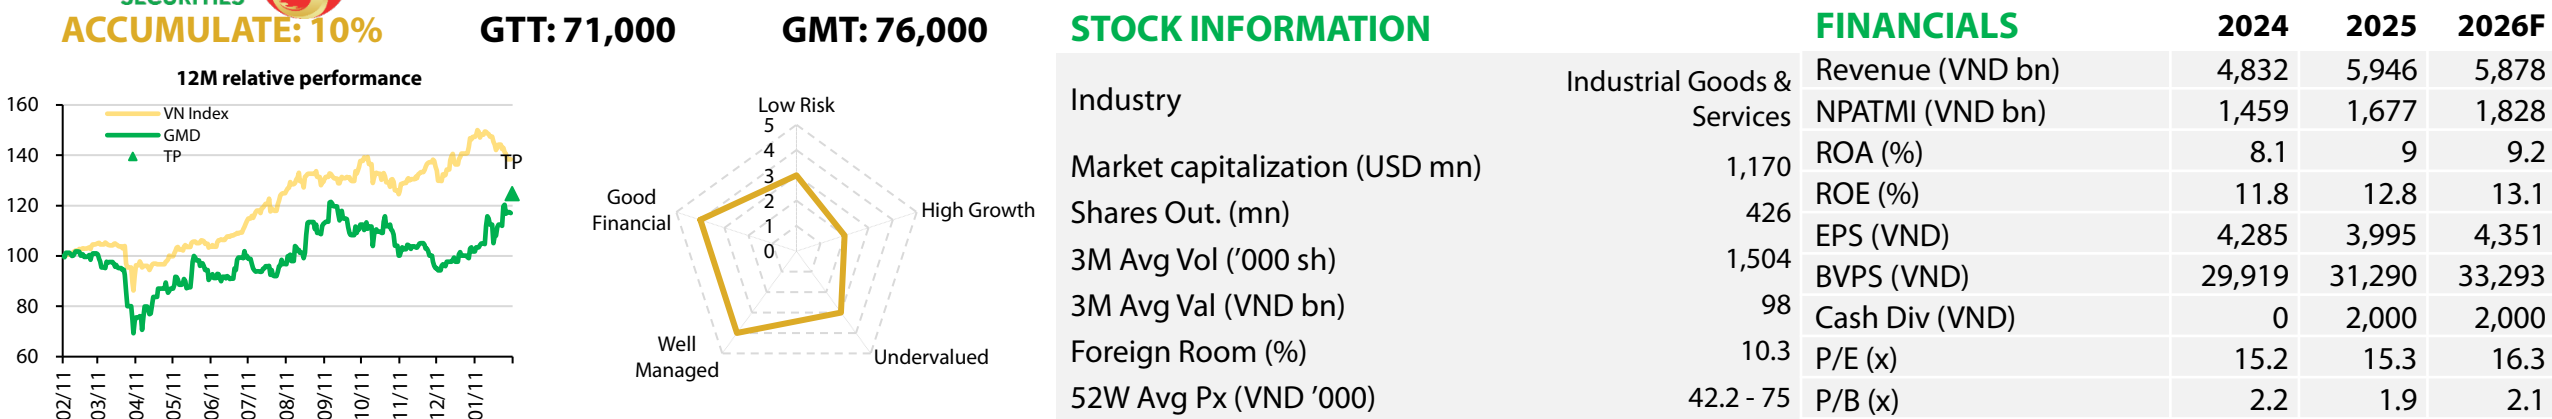 SECURITIES
ACCUMULATE: 10%
GTT: 71,000
GMT: 76,000
12M relative performance
160
140
120
100
80
60
VN Index
GMD
TP
TP
02/11
03/11
04/11
05/11
06/11
07/11
08/11
09/11
10/11
11/11
12/11
01/11
Low Risk
5
4
3
2
1
0
Good
Financial
High Growth
Well
Managed
Undervalued
STOCK INFORMATION
Industry Industrial Goods &
Services
Market capitalization (USD mn) 1,170
Shares Out. (mn) 426
3M Avg Vol (’000 sh) 1,504
3M Avg Val (VND bn) 98
Foreign Room (%) 10.3
52W Avg Px (VND ’000) 42.2 - 75
FINANCIALS 2024 2025 2026F
Revenue (VND bn) 4,832 5,946 5,878
NPATMI (VND bn) 1,459 1,677 1,828
ROA (%) 8.1 9 9.2
ROE (%) 11.8 12.8 13.1
EPS (VND) 4,285 3,995 4,351
BVPS (VND) 29,919 31,290 33,293
Cash Div (VND) 0 2,000 2,000
P/E (x) 15.2 15.3 16.3
P/B (x) 2.2 1.9 2.1